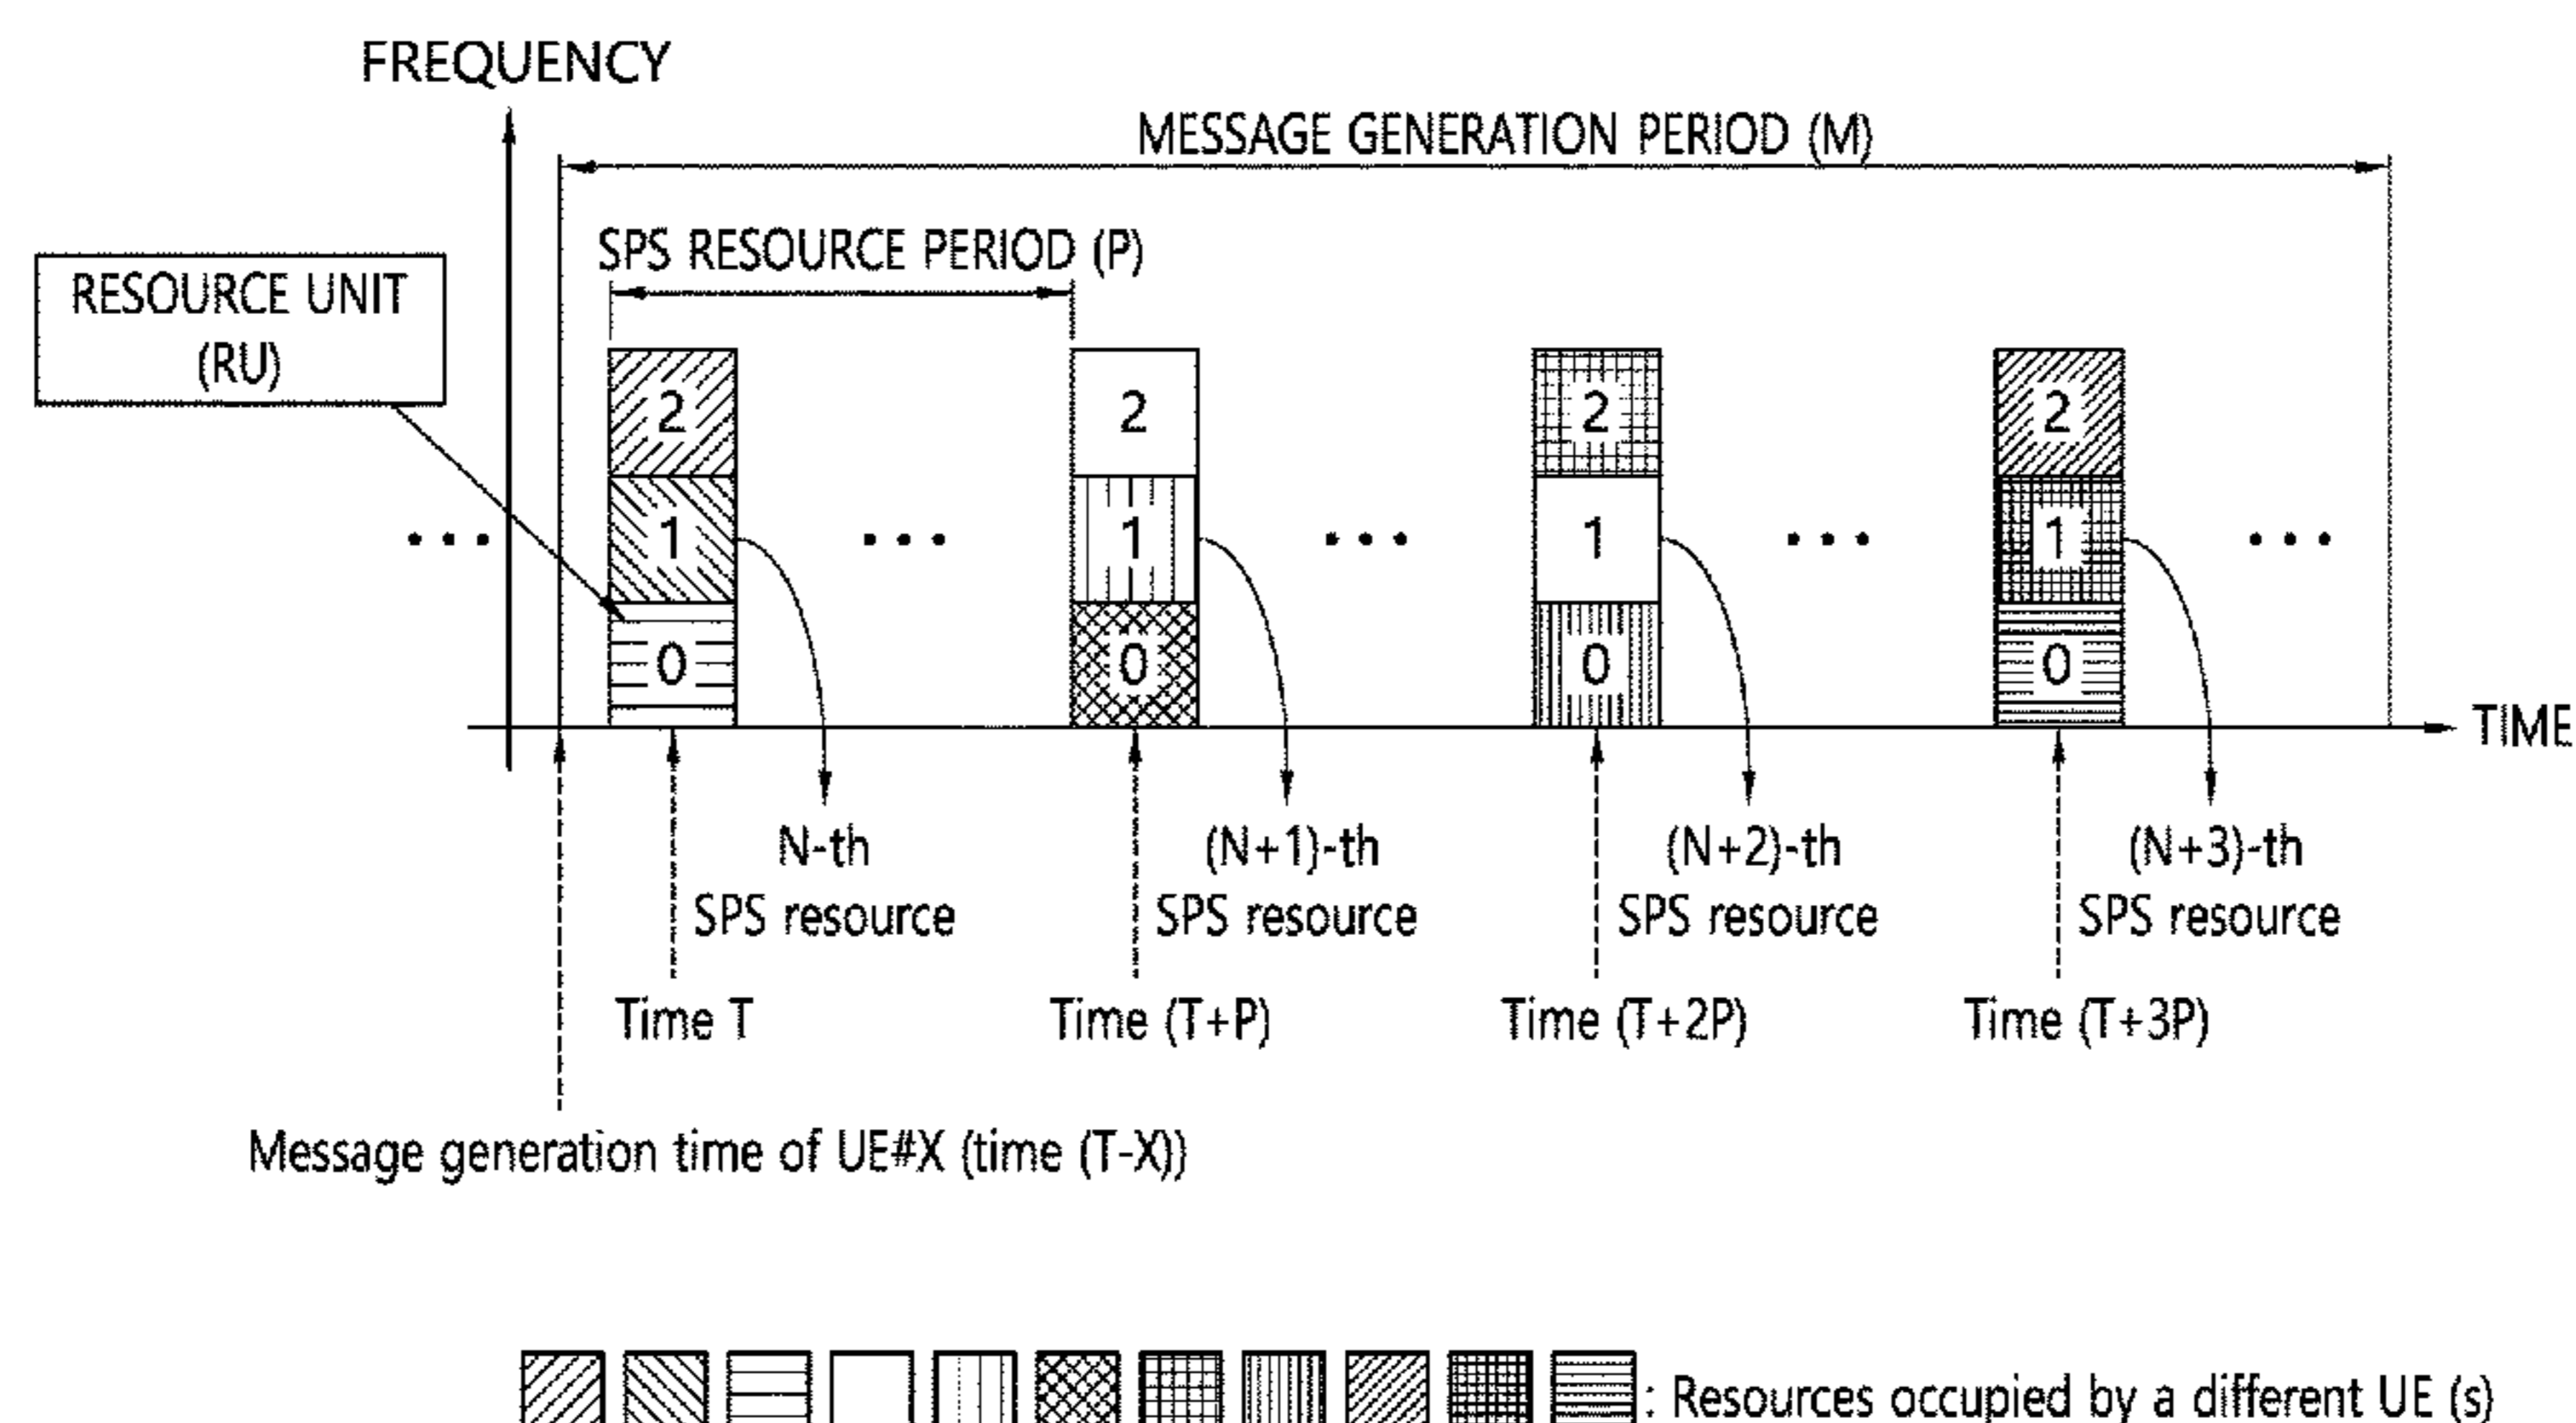 FREQUENCY
MESSAGE GENERATION PERIOD (M)
SPS RESOURCE PERIOD (P)
RESOURCE UNIT
(RU)
2
2
2
2
1
1
1
1
0
0
0
0
TIME
N-th
SPS resource
(N+1)-th
SPS resource
(N+2)-th
SPS resource
(N+3)-th
SPS resource
Time T
Time (T+P)
Time (T+2P)
Time (T+3P)
Message generation time of UE#X (time (T-X))
: Resources occupied by a different UE (s)